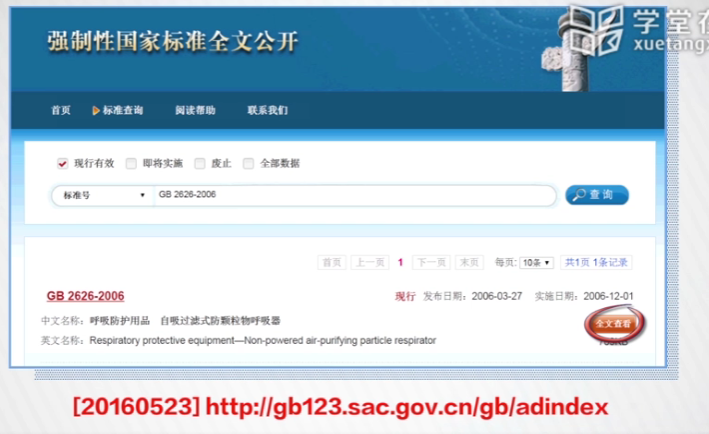 强制性国家标准全文公开
学堂在
xuetangx
首页 标准查询 阅读帮助 联系我们
现行有效 即将实施 废止 全部数据
标准号 GB 2626-2006 查询
首页 上一页 1 下一页 末页 每页: 10条 共1页 1条记录
GB 2626-2006 现行 发布日期：2006-03-27 实施日期：2006-12-01
中文名称：呼吸防护用品 自吸过滤式防颗粒物呼吸器
全文查看
英文名称：Respiratory protective equipment—Non-powered air-purifying particle respirator
[20160523] http://gb123.sac.gov.cn/gb/adindex